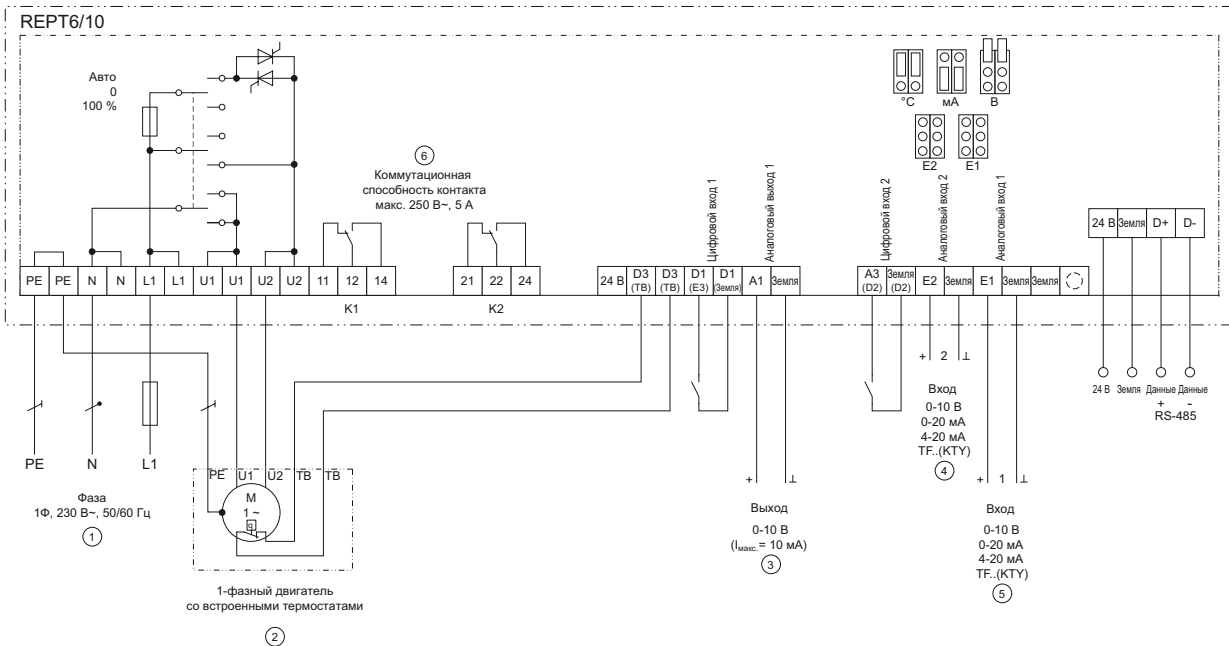 REPT6/10
Авто
0
100 %
°C
мА
В
E2
E1
6
Коммутационная
способность контакта
макс. 250 В~, 5 А
Цифровой вход 1
Аналоговый выход 1
Цифровой вход 2
Аналоговый вход 2
Аналоговый вход 1
24 В Земля D+ D-
PE PE N N L1 L1 U1 U1 U2 U2 11 12 14
K1
21 22 24
K2
24 В D3 (TB) D3 (TB) D1 (E3) D1 (Земля) A1 Земля
A3 (D2) Земля (D2) E2 Земля E1 Земля Земля
24 В Земля Данные + Данные -
RS-485
+ 2 ⊥
Вход
0-10 В
0-20 мА
4-20 мА
TF..(KTY)
4
PE N L1
Фаза
1Ф, 230 В~, 50/60 Гц
1
PE U1 U2 TB TB
M
1 ~
1-фазный двигатель
со встроенными термостатами
2
+ ⊥
Выход
0-10 В
(Iмакс.= 10 мА)
3
+ 1 ⊥
Вход
0-10 В
0-20 мА
4-20 мА
TF..(KTY)
5